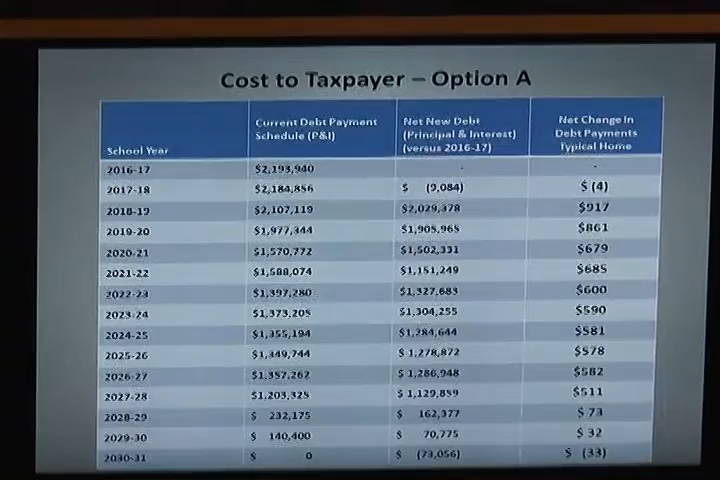 Cost to Taxpayer – Option A
School Year
Current Debt Payment
Schedule (P&I)
Net New Debt
(Principal & Interest)
(versus 2016-17)
Net Change In
Debt Payments
Typical Home
2016-17 $2,193,940 - -
2017-18 $2,184,856 $ (9,084) $ (4)
2018-19 $2,107,119 $2,029,378 $917
2019-20 $1,977,344 $1,905,965 $861
2020-21 $1,570,772 $1,502,331 $679
2021-22 $1,588,074 $1,151,249 $685
2022-23 $1,397,280 $1,327,683 $600
2023-24 $1,373,205 $1,304,255 $590
2024-25 $1,355,194 $1,284,644 $581
2025-26 $1,349,744 $ 1,278,872 $578
2026-27 $1,357,262 $ 1,286,948 $582
2027-28 $1,203,325 $ 1,129,859 $511
2028-29 $ 232,175 $ 162,377 $ 73
2029-30 $ 140,400 $ 70,775 $ 32
2030-31 $ 0 $ (73,056) $ (33)